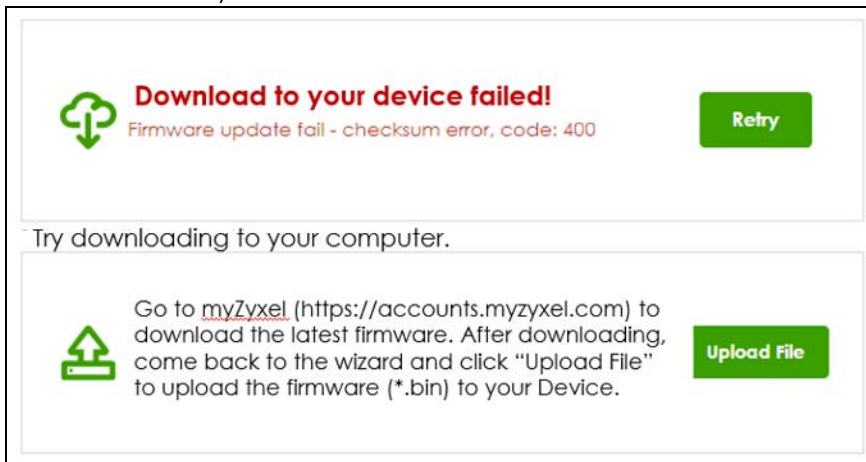 Download to your device failed!
Firmware update fail - checksum error, code: 400
Retry
Try downloading to your computer.
Go to myZyxel (https://accounts.myzyxel.com) to
download the latest firmware. After downloading,
come back to the wizard and click “Upload File”
to upload the firmware (*.bin) to your Device.
Upload File